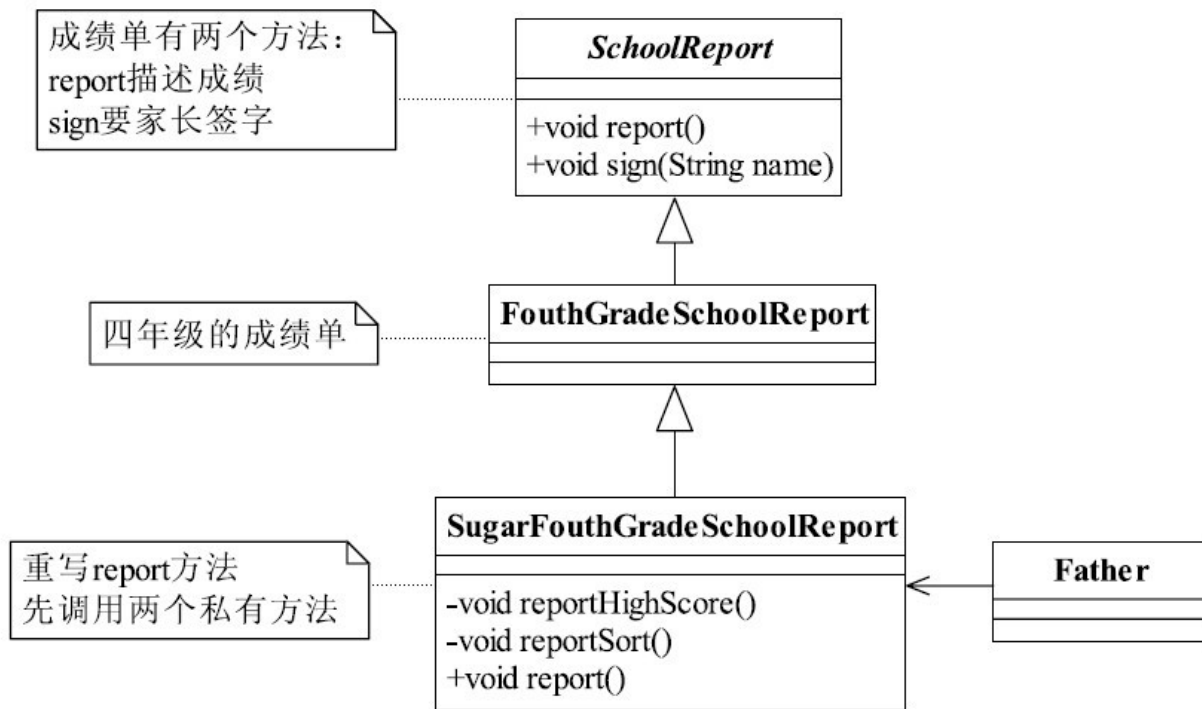 成绩单有两个方法：
report描述成绩
sign要家长签字
SchoolReport
+void report()
+void sign(String name)
四年级的成绩单
FouthGradeSchoolReport
重写report方法
先调用两个私有方法
SugarFouthGradeSchoolReport
-void reportHighScore()
-void reportSort()
+void report()
Father